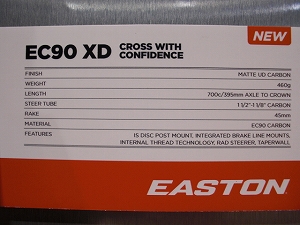 NEW
EC90 XD CROSS WITH CONFIDENCE
FINISH MATTE UD CARBON
WEIGHT 460g
LENGTH 700c/395mm AXLE TO CROWN
STEER TUBE 1 1/2"-1 1/8" CARBON
RAKE 45mm
MATERIAL EC90 CARBON
FEATURES IS DISC POST MOUNT, INTEGRATED BRAKE LINE MOUNTS,
INTERNAL THREAD TECHNOLOGY, RAD STEERER, TAPERWALL
EASTON